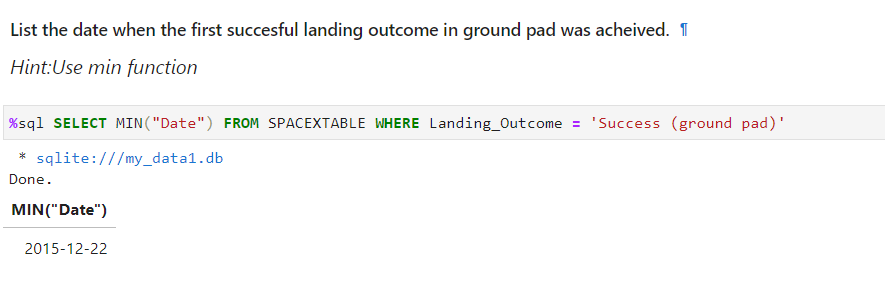 List the date when the first succesful landing outcome in ground pad was acheived. ¶
Hint:Use min function
%sql SELECT MIN("Date") FROM SPACEXTABLE WHERE Landing_Outcome = 'Success (ground pad)'
* sqlite:///my_data1.db
Done.
MIN("Date")
2015-12-22